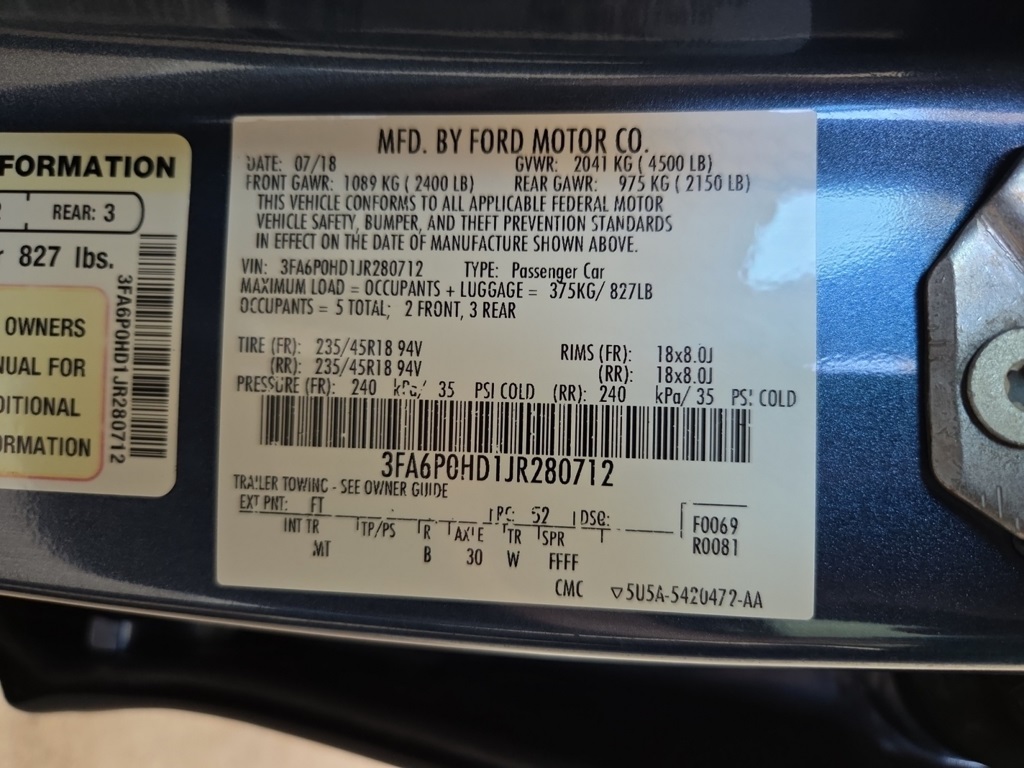 FORMATION
REAR: 3
827 lbs.
OWNERS
NUAL FOR
DITIONAL
ORMATION
3FA6P0HD1JR280712
MFD. BY FORD MOTOR CO.
DATE: 07/18 GVWR: 2041 KG ( 4500 LB)
FRONT GAWR: 1089 KG ( 2400 LB) REAR GAWR: 975 KG ( 2150 LB)
THIS VEHICLE CONFORMS TO ALL APPLICABLE FEDERAL MOTOR
VEHICLE SAFETY, BUMPER, AND THEFT PREVENTION STANDARDS
IN EFFECT ON THE DATE OF MANUFACTURE SHOWN ABOVE.
VIN: 3FA6P0HD1JR280712 TYPE: Passenger Car
MAXIMUM LOAD = OCCUPANTS + LUGGAGE = 375KG/ 827LB
OCCUPANTS = 5 TOTAL; 2 FRONT, 3 REAR
TIRE (FR): 235/45R18 94V RIMS (FR): 18x8.0J
(RR): 235/45R18 94V (RR): 18x8.0J
PRESSURE (FR): 240 kPa/ 35 PSI COLD (RR): 240 kPa/ 35 PSI COLD
3FA6P0HD1JR280712
TRAILER TOWING - SEE OWNER GUIDE
EXT PNT: FT RC: 52 DSO:
INT TR TP/PS R AXLE TR SPR F0069
MT B 30 W FFFF R0081
CMC ▽5U5A-5420472-AA